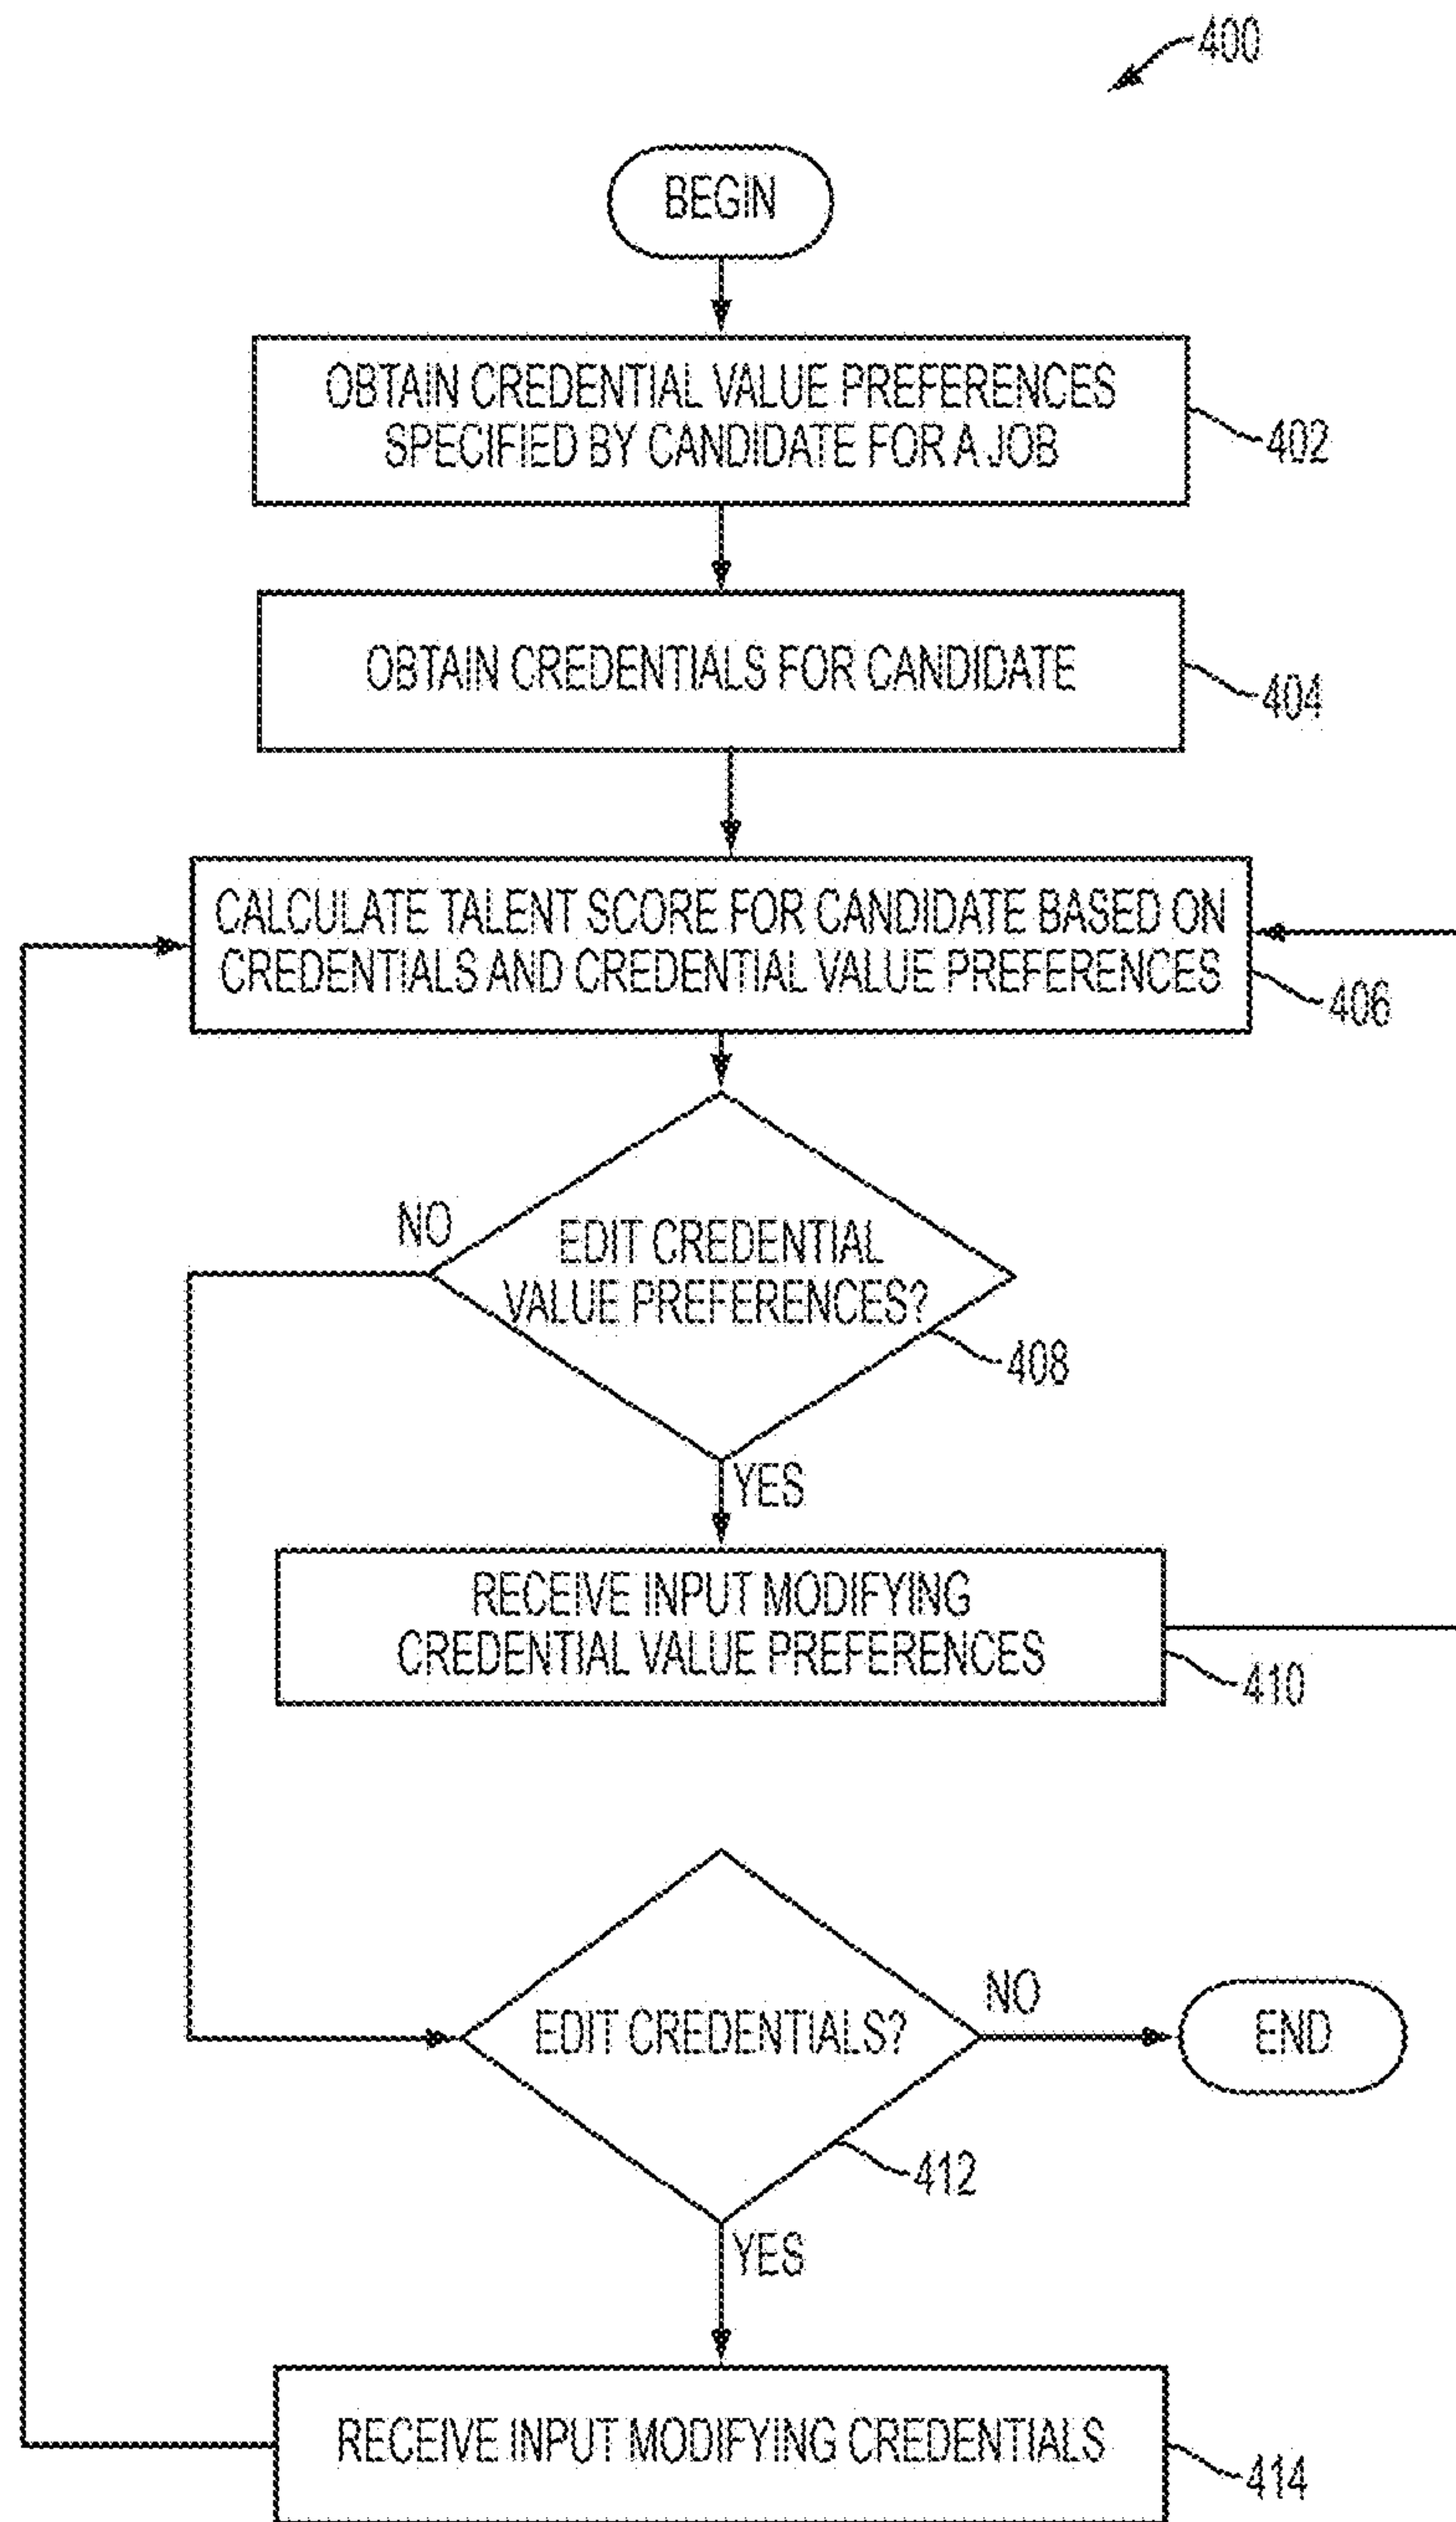 400
BEGIN
OBTAIN CREDENTIAL VALUE PREFERENCES
SPECIFIED BY CANDIDATE FOR A JOB
402
OBTAIN CREDENTIALS FOR CANDIDATE
404
CALCULATE TALENT SCORE FOR CANDIDATE BASED ON
CREDENTIALS AND CREDENTIAL VALUE PREFERENCES
406
NO
EDIT CREDENTIAL
VALUE PREFERENCES?
408
YES
RECEIVE INPUT MODIFYING
CREDENTIAL VALUE PREFERENCES
410
EDIT CREDENTIALS?
NO
END
412
YES
RECEIVE INPUT MODIFYING CREDENTIALS
414